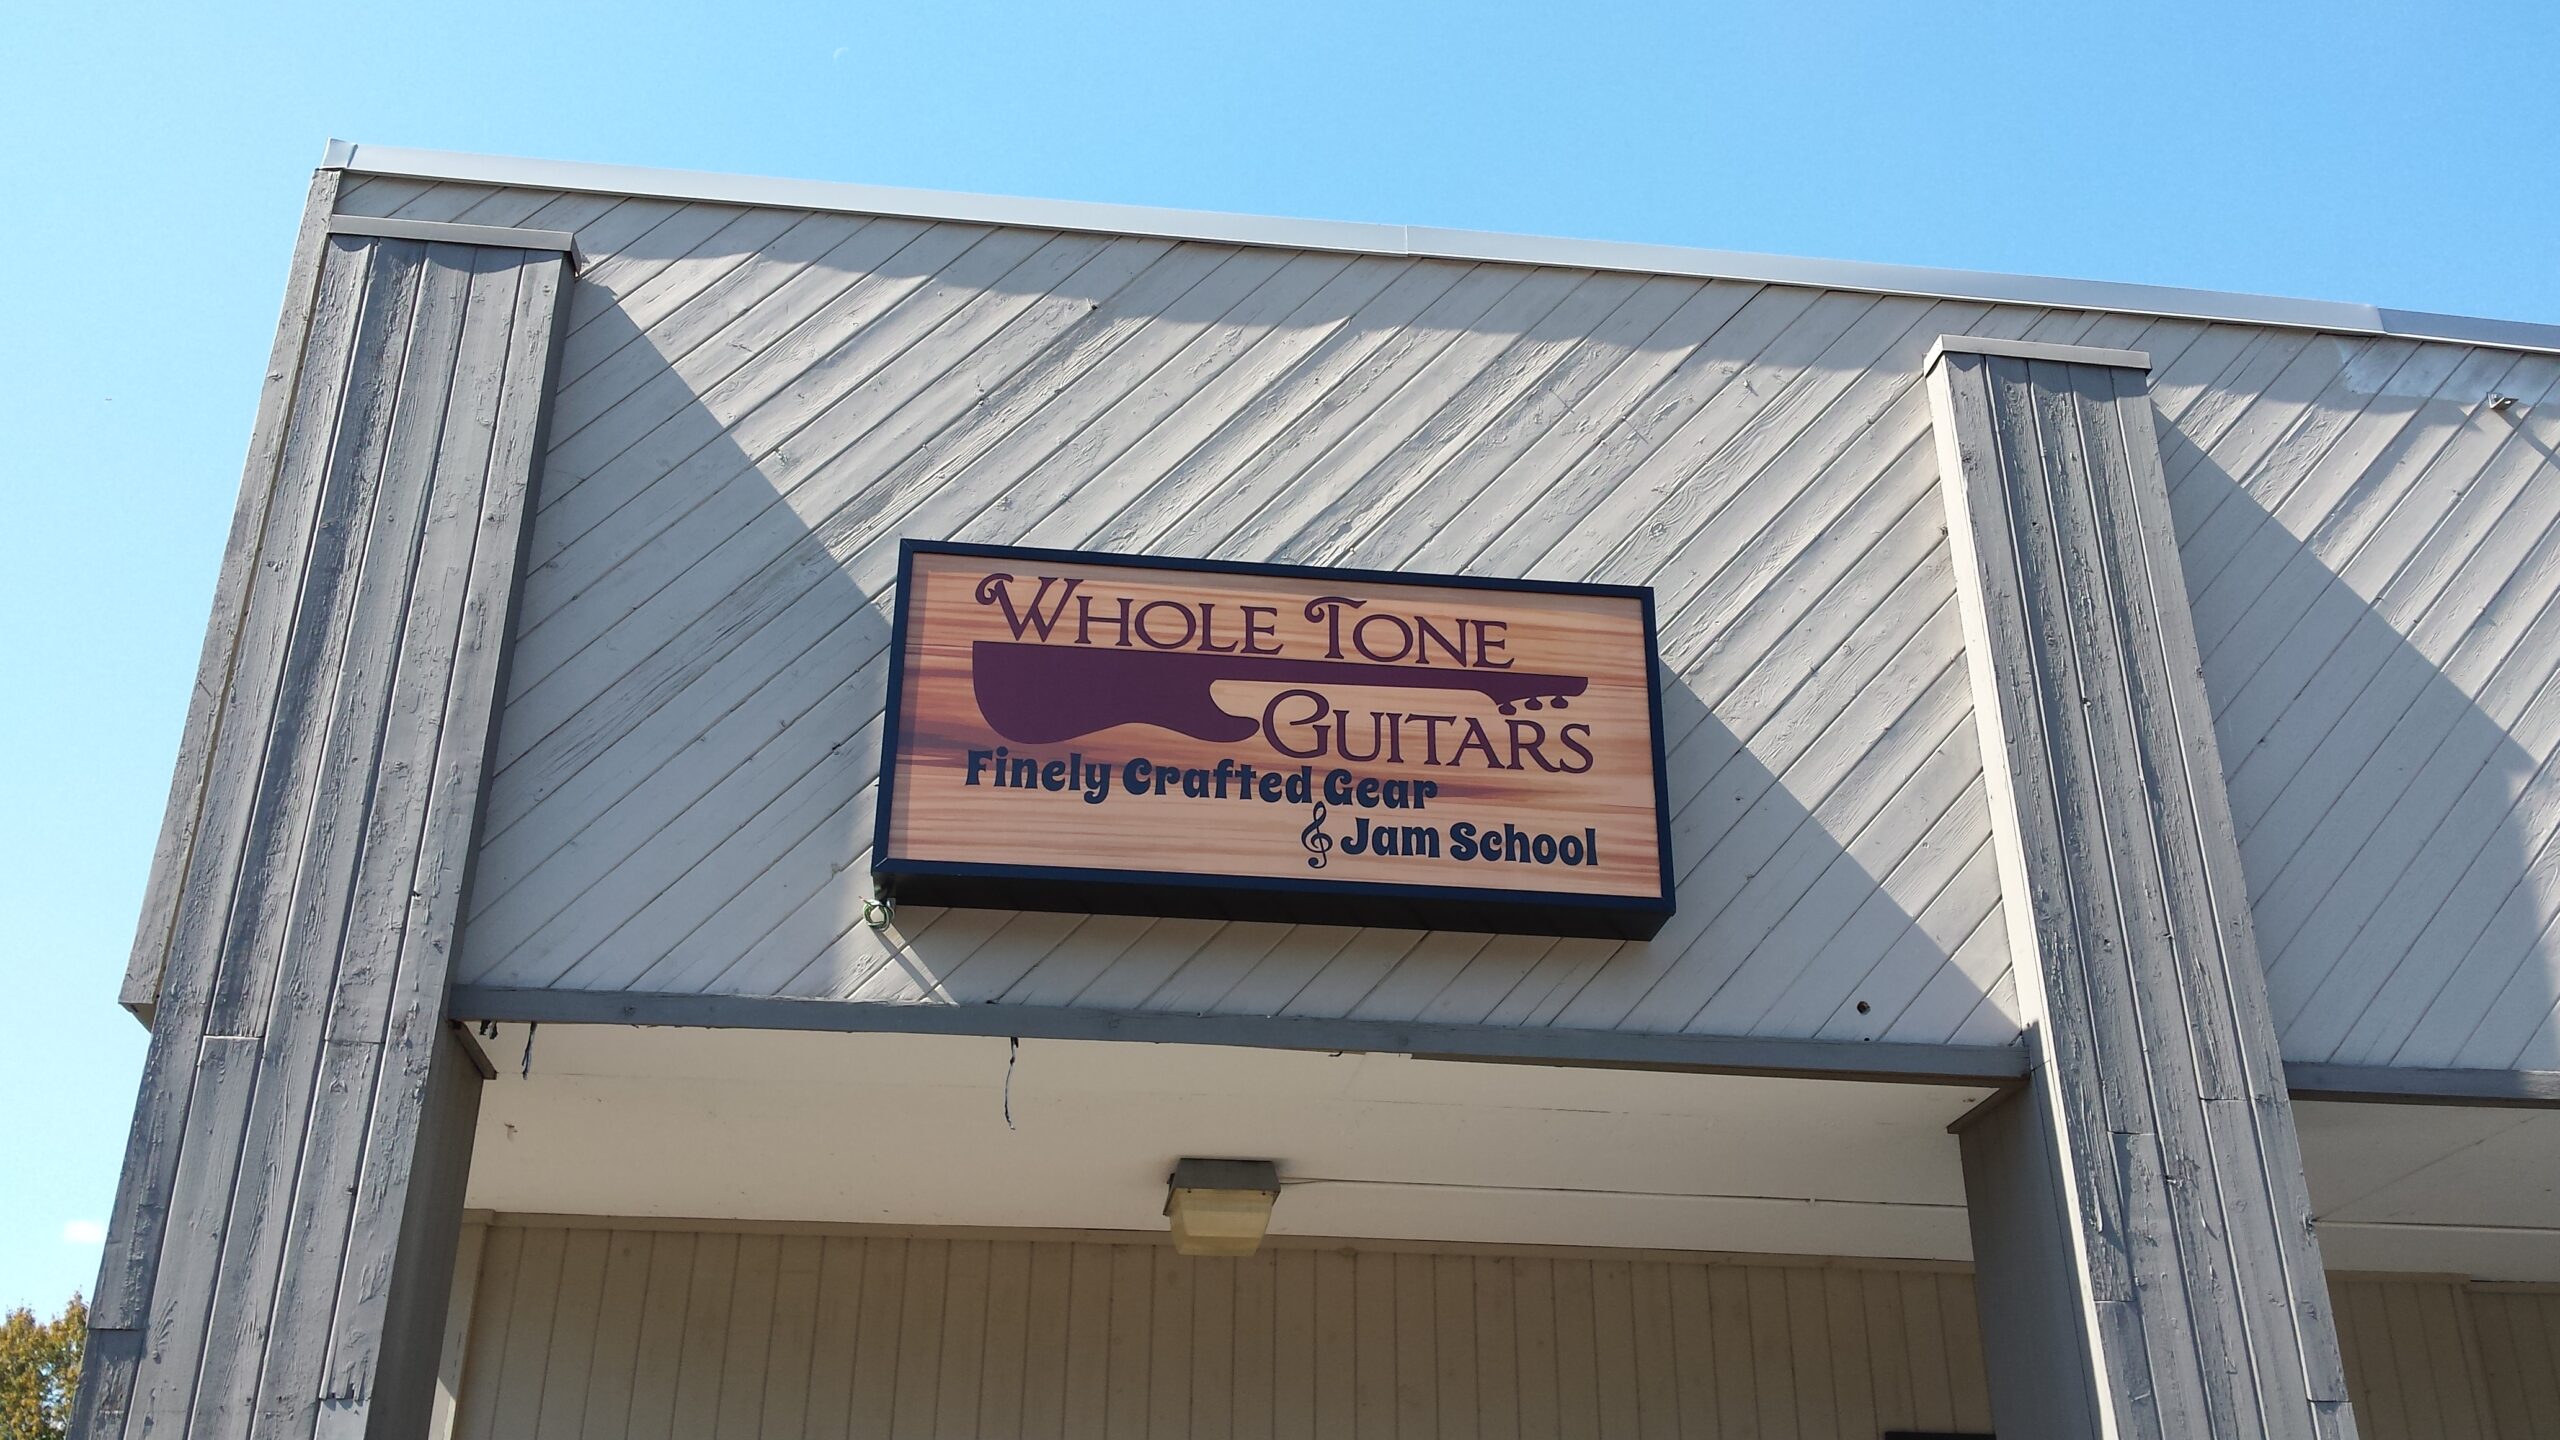 Whole Tone
Guitars
Finely Crafted Gear
Jam School